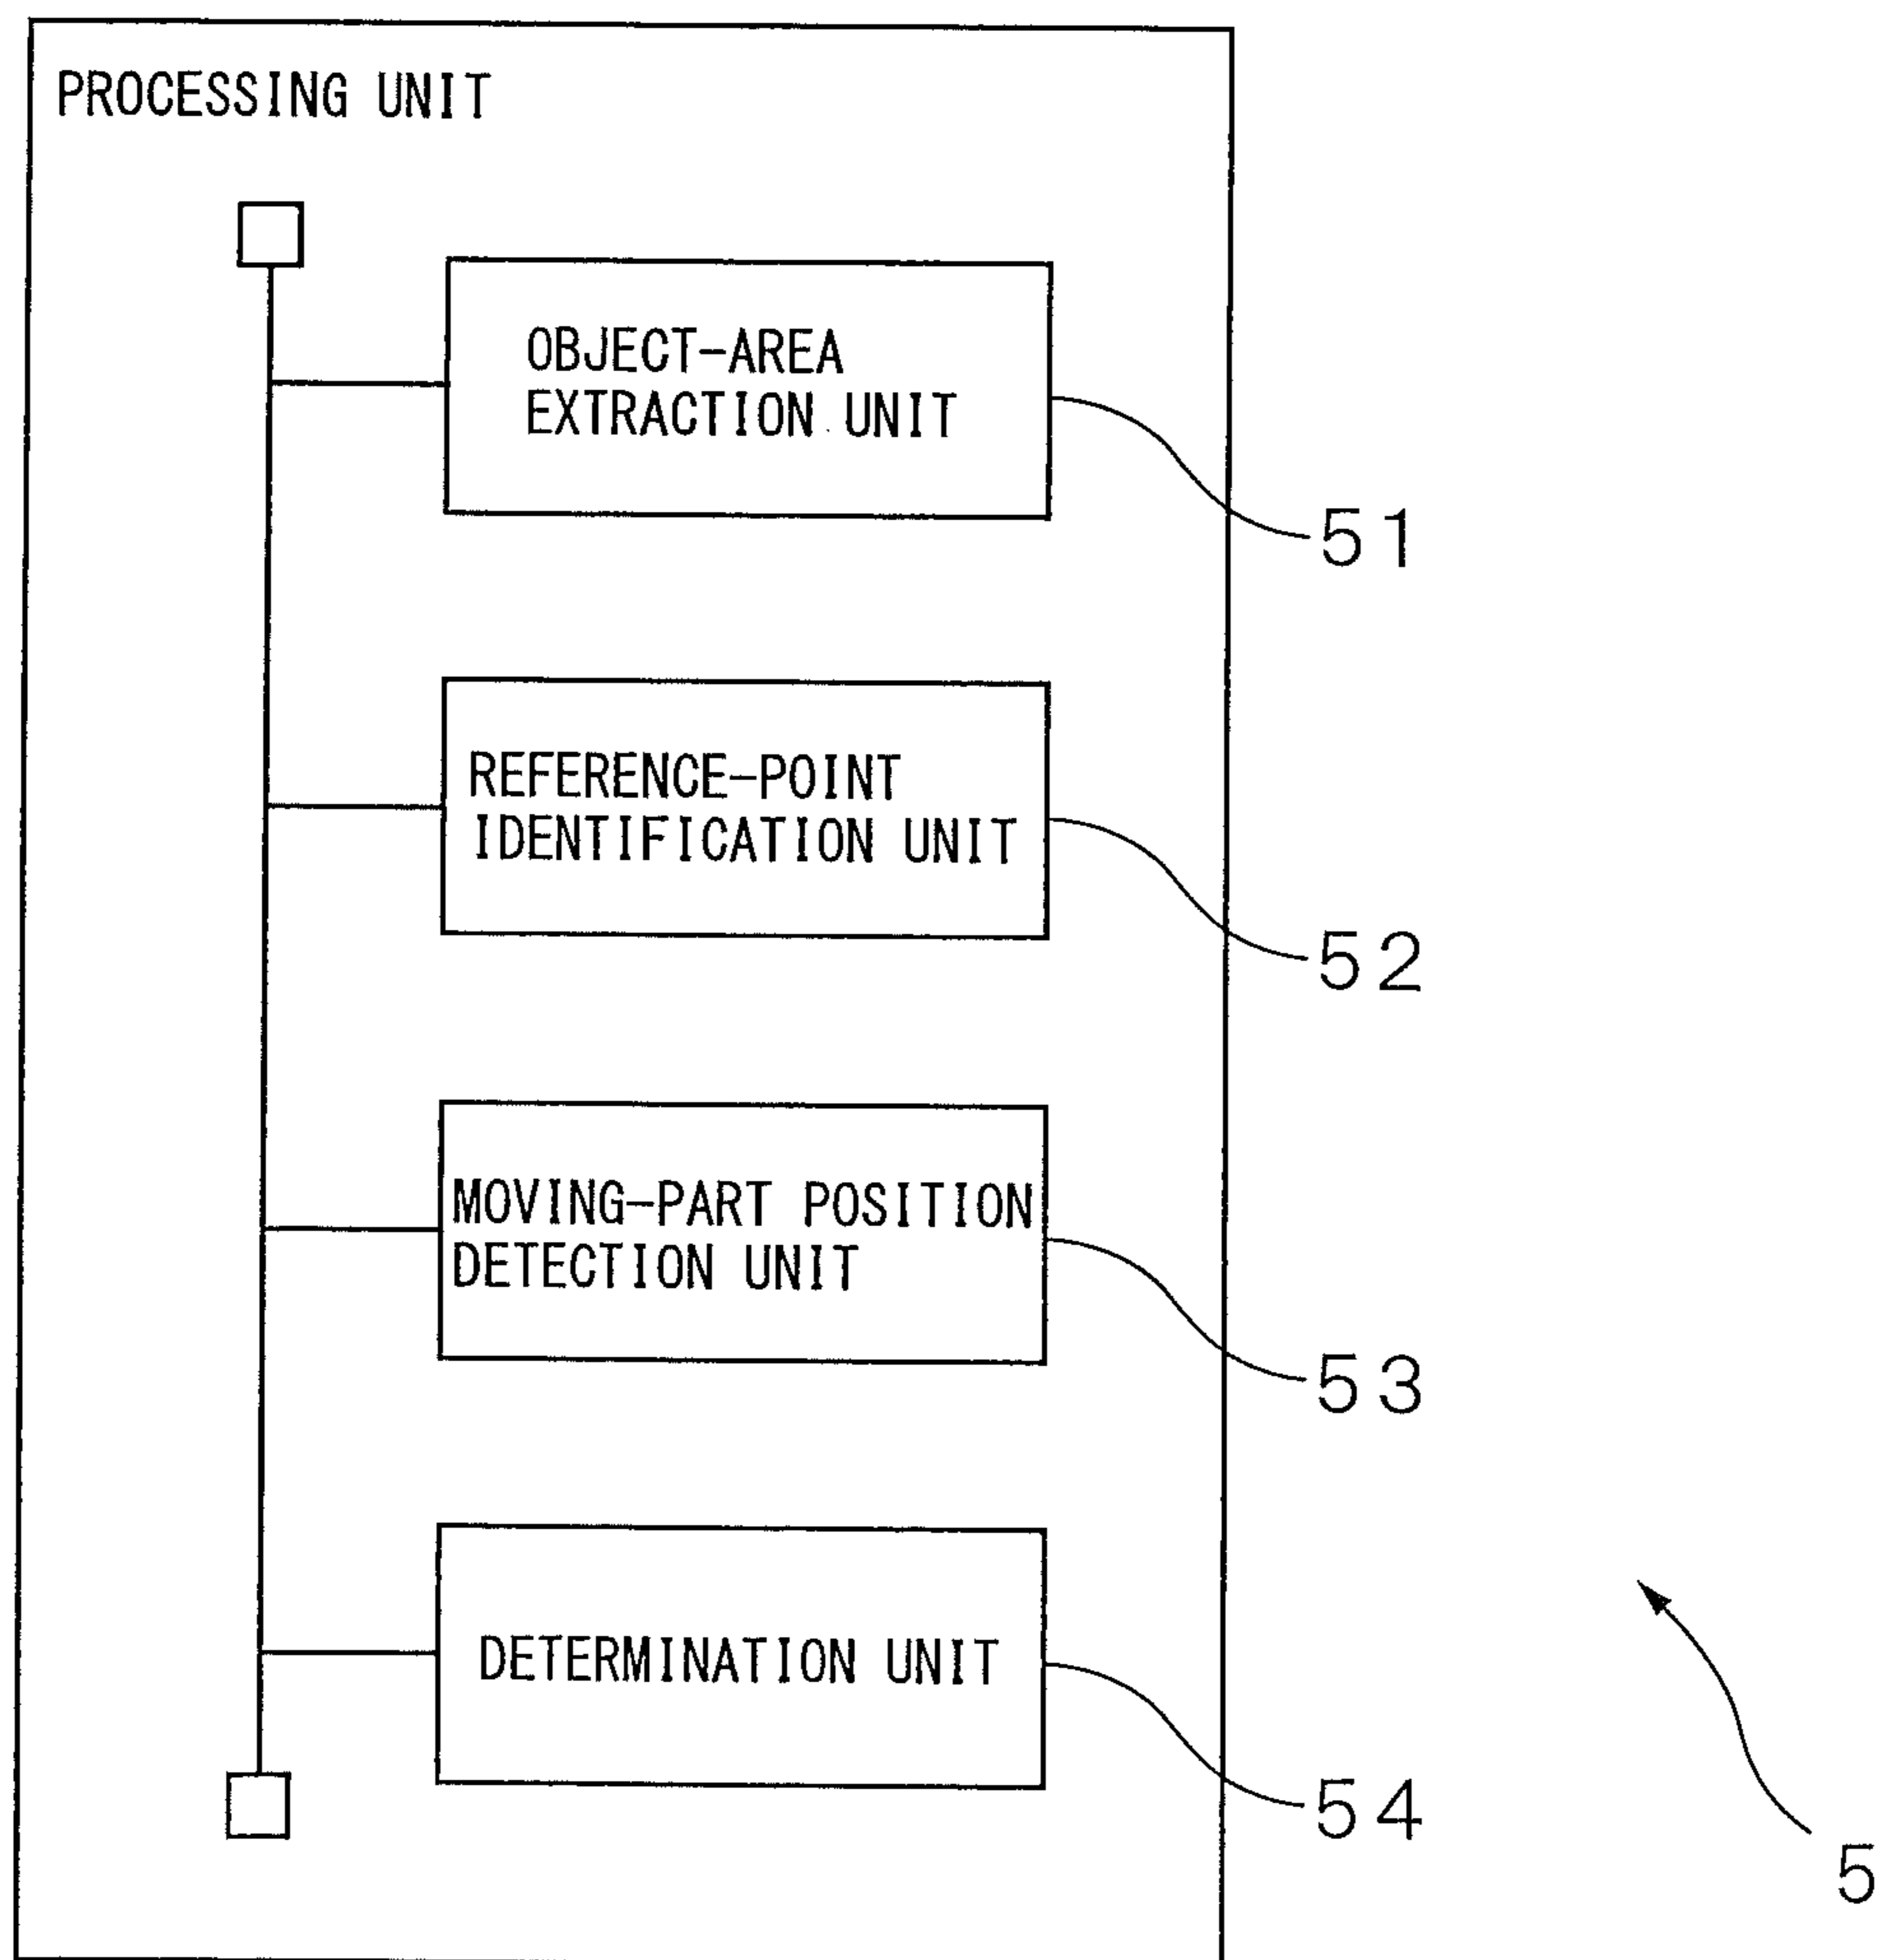 PROCESSING UNIT
OBJECT-AREA
EXTRACTION UNIT
51
REFERENCE-POINT
IDENTIFICATION UNIT
52
MOVING-PART POSITION
DETECTION UNIT
53
DETERMINATION UNIT
54
5